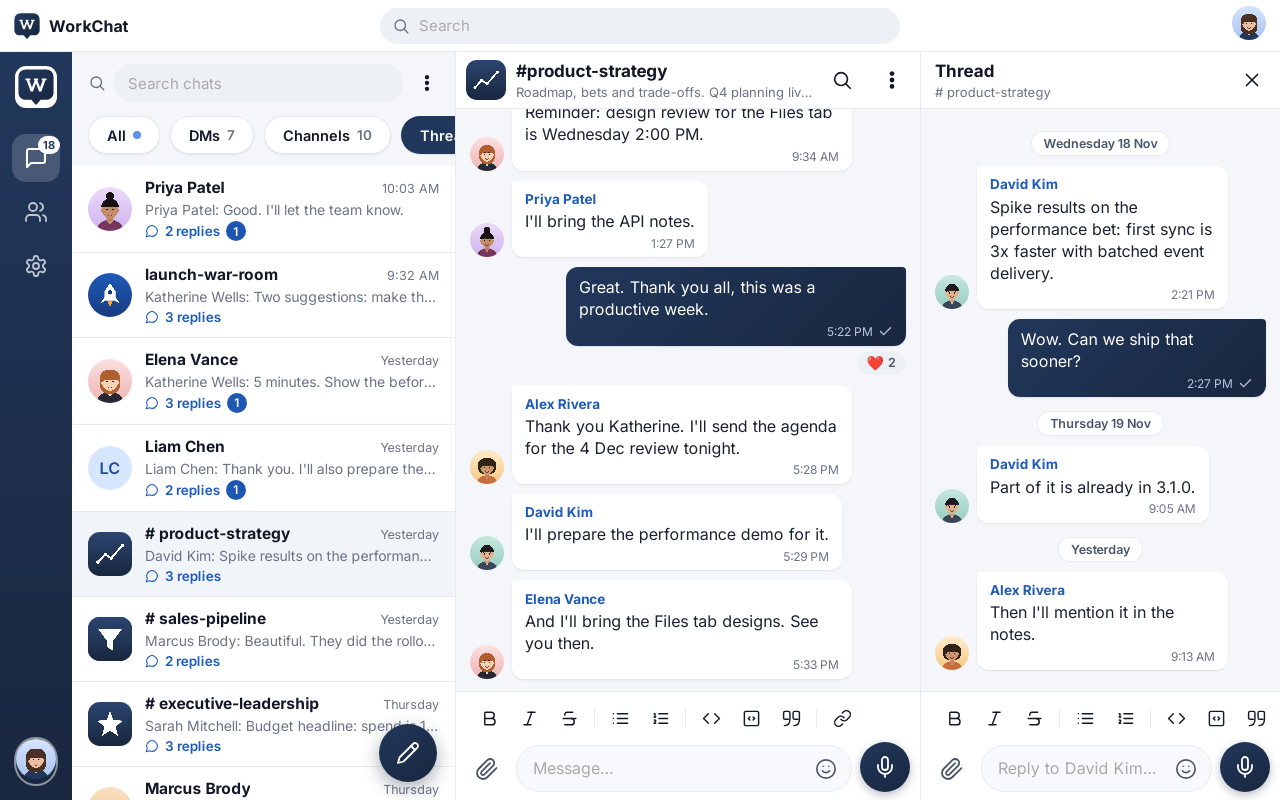 WorkChat
Search
W
18
Search chats
All
DMs 7
Channels 10
Priya Patel
10:03 AM
Priya Patel: Good. I'll let the team know.
2 replies 1
launch-war-room
9:32 AM
Katherine Wells: Two suggestions: make th...
3 replies
Elena Vance
Yesterday
Katherine Wells: 5 minutes. Show the befor...
3 replies 1
LC
Liam Chen
Yesterday
Liam Chen: Thank you. I'll also prepare the...
2 replies 1
# product-strategy
Yesterday
David Kim: Spike results on the performan...
3 replies
# sales-pipeline
Yesterday
Marcus Brody: Beautiful. They did the rollo...
2 replies
# executive-leadership
Thursday
Sarah Mitchell: Budget headline: spend is 1...
3 replies
Marcus Brody
Thursday
#product-strategy
Roadmap, bets and trade-offs. Q4 planning liv...
Reminder: design review for the Files tab
is Wednesday 2:00 PM.
9:34 AM
Priya Patel
I'll bring the API notes.
1:27 PM
Great. Thank you all, this was a
productive week.
5:22 PM
❤️ 2
Alex Rivera
Thank you Katherine. I'll send the agenda
for the 4 Dec review tonight.
5:28 PM
David Kim
I'll prepare the performance demo for it.
5:29 PM
Elena Vance
And I'll bring the Files tab designs. See
you then.
5:33 PM
Message...
Thread
# product-strategy
Wednesday 18 Nov
David Kim
Spike results on the
performance bet: first sync is
3x faster with batched event
delivery.
2:21 PM
Wow. Can we ship that
sooner?
2:27 PM
Thursday 19 Nov
David Kim
Part of it is already in 3.1.0.
9:05 AM
Yesterday
Alex Rivera
Then I'll mention it in the
notes.
9:13 AM
Reply to David Kim...